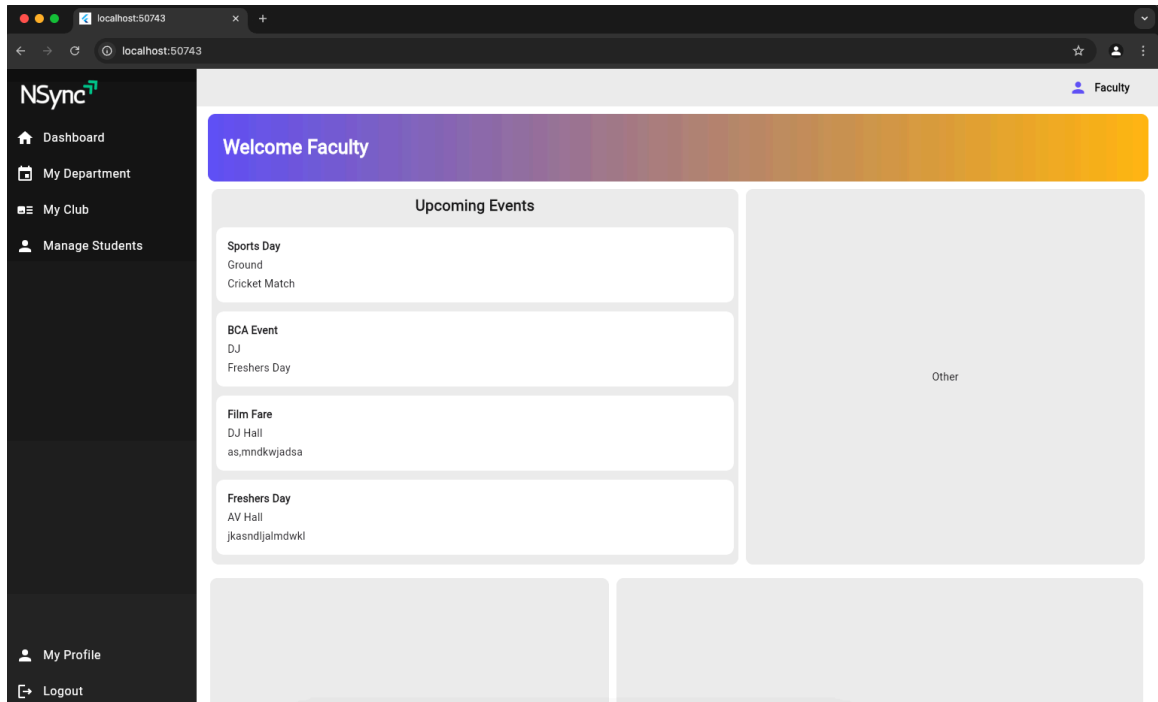 localhost:50743
localhost:50743
NSync
Faculty
Dashboard
My Department
My Club
Manage Students
My Profile
Logout
Welcome Faculty
Upcoming Events
Sports Day
Ground
Cricket Match
BCA Event
DJ
Freshers Day
Film Fare
DJ Hall
as,mndkwjadsa
Freshers Day
AV Hall
jkasndljalmdwkl
Other